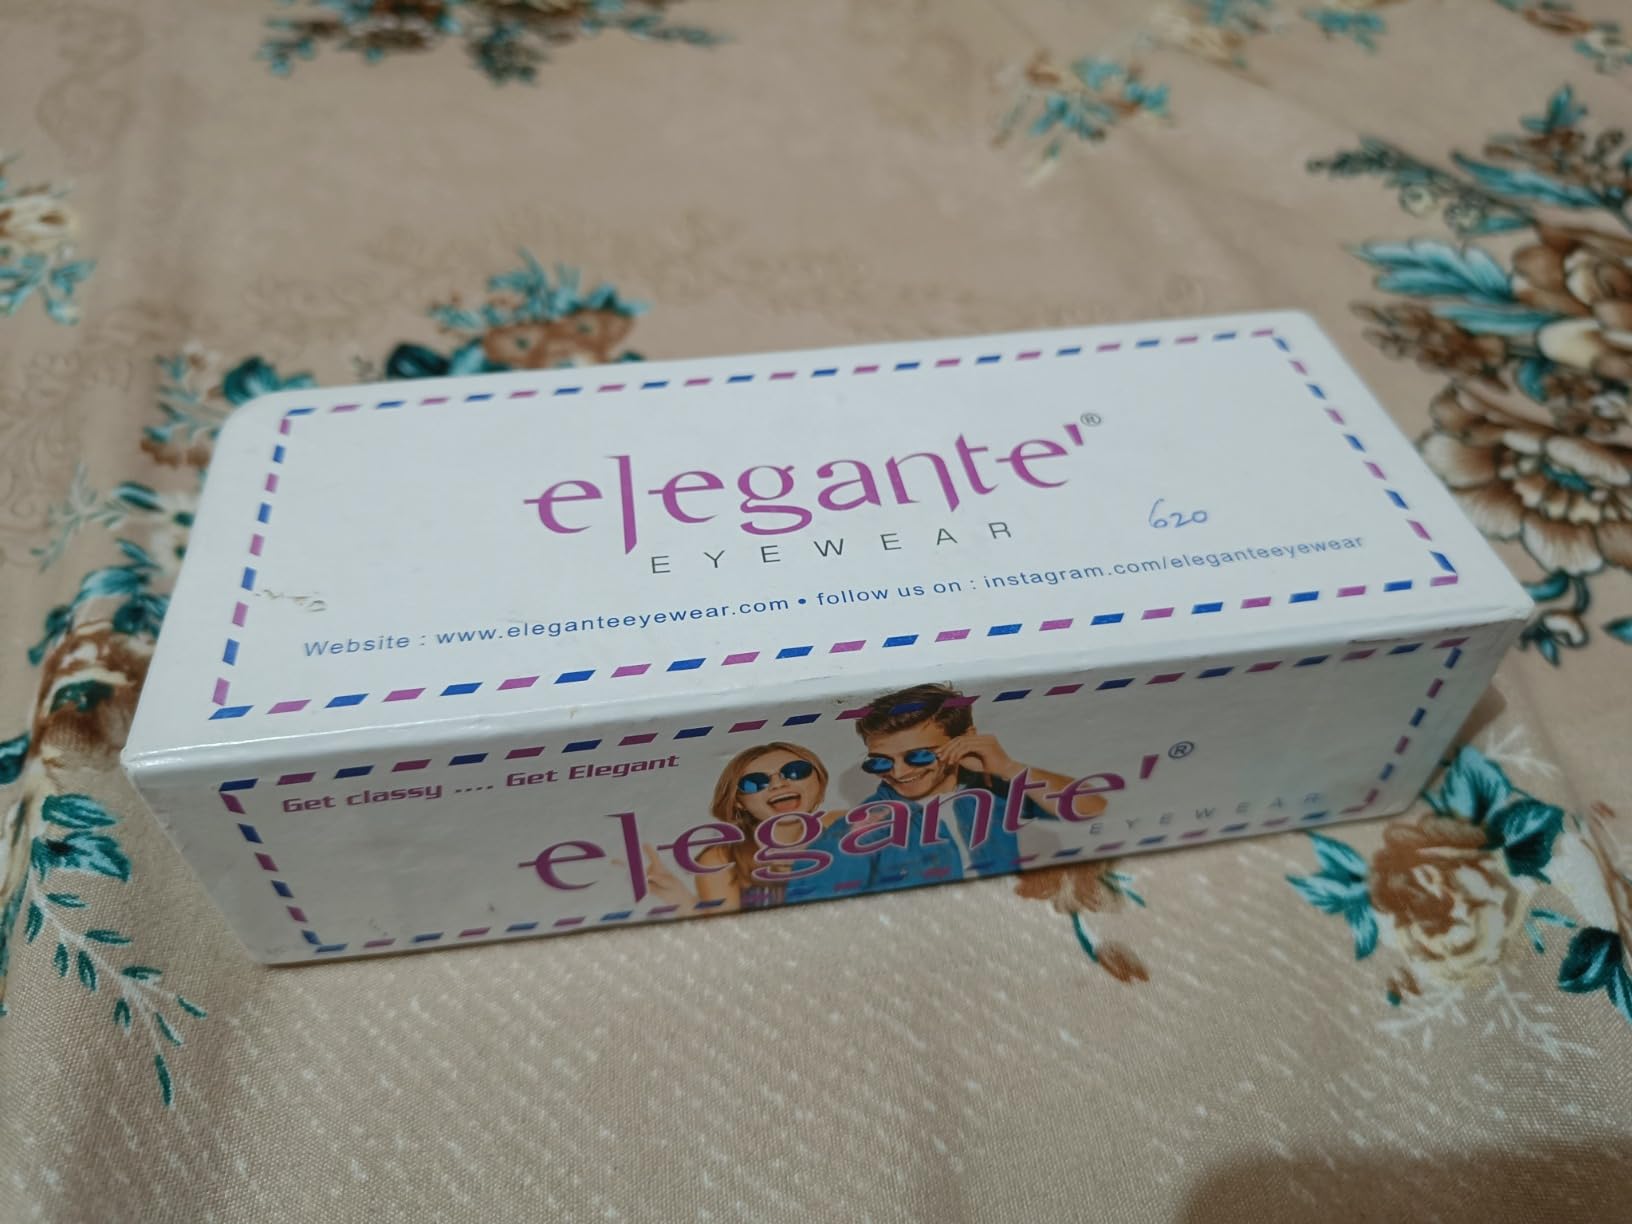 elegante'®
EYEWEAR
620
Website : www.eleganteeyewear.com • follow us on : instagram.com/eleganteeyewear
Get classy .... Get Elegant
elegante'®
EYEWEAR